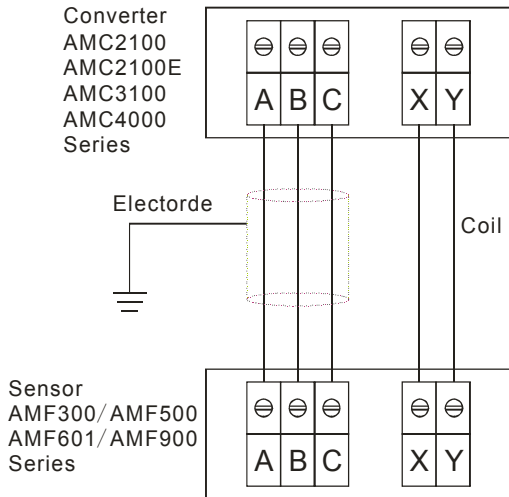 Converter
AMC2100
AMC2100E
AMC3100
AMC4000
Series
A B C X Y
Electorde
Coil
Sensor
AMF300/AMF500
AMF601/AMF900
Series
A B C X Y